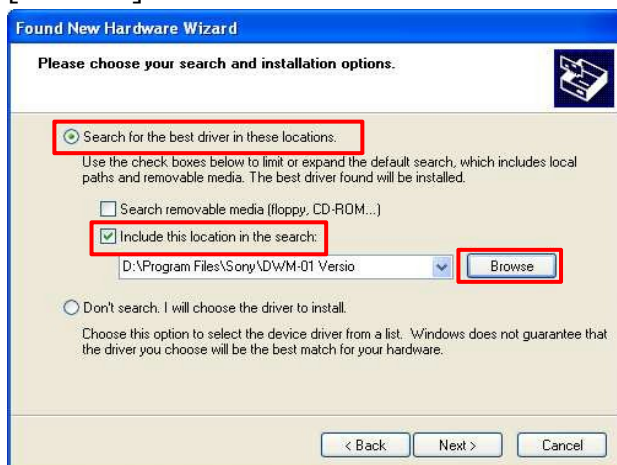 Found New Hardware Wizard
Please choose your search and installation options.
Search for the best driver in these locations.
Use the check boxes below to limit or expand the default search, which includes local
paths and removable media. The best driver found will be installed.
Search removable media (floppy, CD-ROM...)
Include this location in the search:
D:\Program Files\Sony\DWM-01 Versio
Browse
Don't search. I will choose the driver to install.
Choose this option to select the device driver from a list. Windows does not guarantee that
the driver you choose will be the best match for your hardware.
< Back Next > Cancel